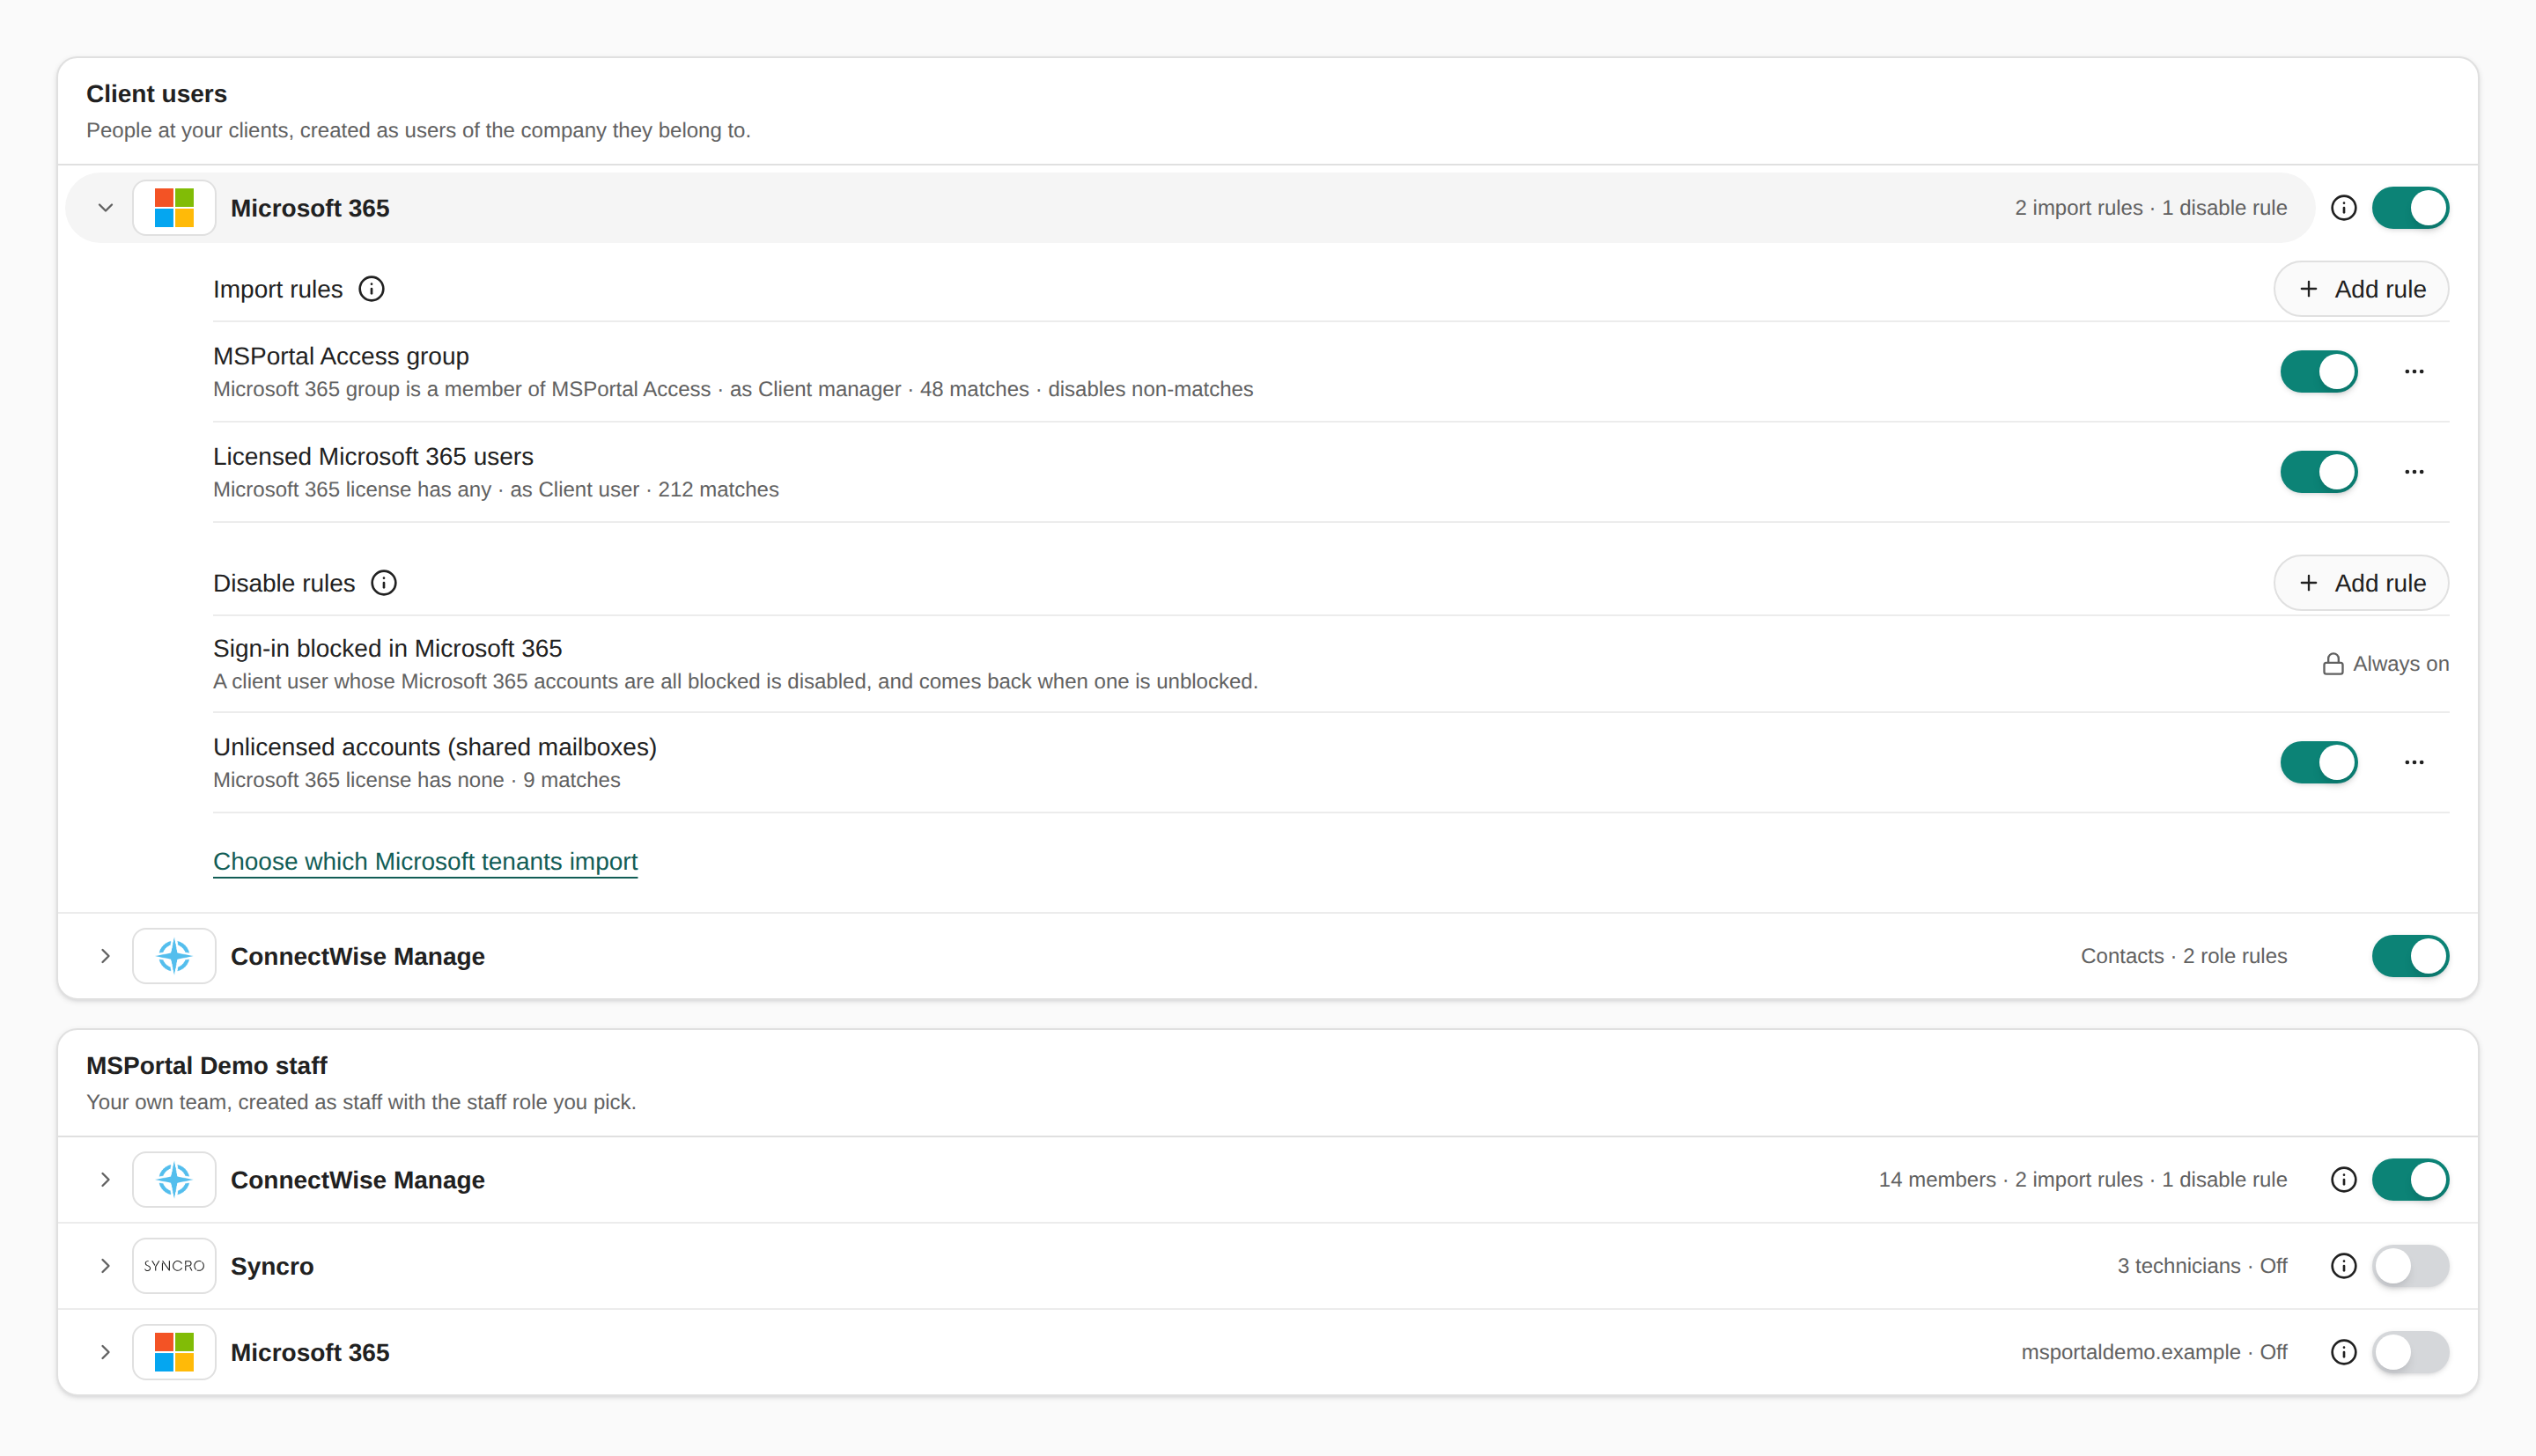 Client users
People at your clients, created as users of the company they belong to.
Microsoft 365
2 import rules · 1 disable rule
Import rules
Add rule
MSPortal Access group
Microsoft 365 group is a member of MSPortal Access · as Client manager · 48 matches · disables non-matches
Licensed Microsoft 365 users
Microsoft 365 license has any · as Client user · 212 matches
Disable rules
Add rule
Sign-in blocked in Microsoft 365
A client user whose Microsoft 365 accounts are all blocked is disabled, and comes back when one is unblocked.
Always on
Unlicensed accounts (shared mailboxes)
Microsoft 365 license has none · 9 matches
Choose which Microsoft tenants import
ConnectWise Manage
Contacts · 2 role rules
MSPortal Demo staff
Your own team, created as staff with the staff role you pick.
ConnectWise Manage
14 members · 2 import rules · 1 disable rule
SYNCRO
Syncro
3 technicians · Off
Microsoft 365
msportaldemo.example · Off